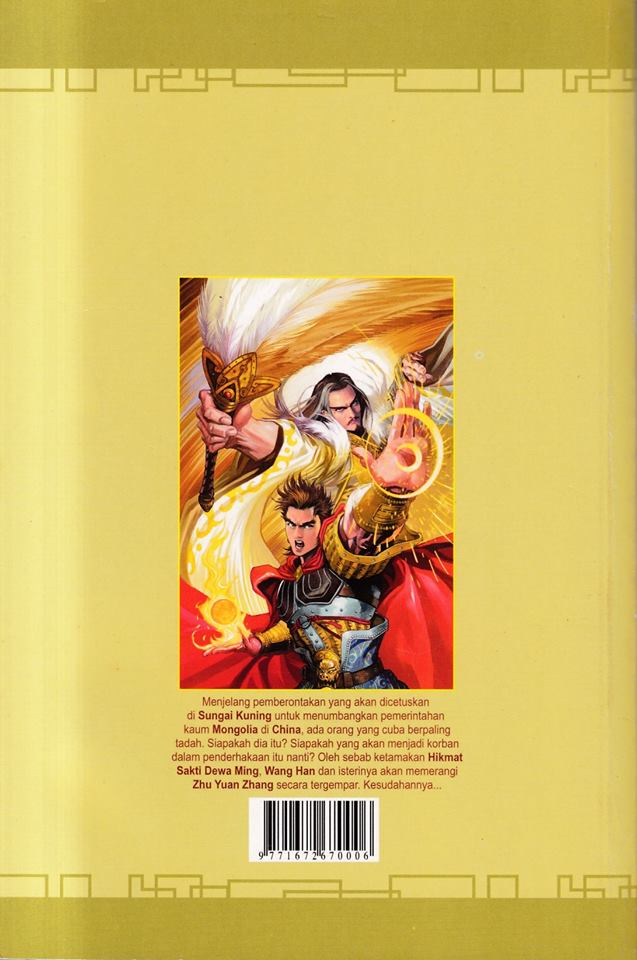 Menjelang pemberontakan yang akan dicetuskan
di Sungai Kuning untuk menumbangkan pemerintahan
kaum Mongolia di China, ada orang yang cuba berpaling
tadah. Siapakah dia itu? Siapakah yang akan menjadi korban
dalam penderhakaan itu nanti? Oleh sebab ketamakan Hikmat
Sakti Dewa Ming, Wang Han dan isterinya akan memerangi
Zhu Yuan Zhang secara tergempar. Kesudahannya...
9 771672 670006